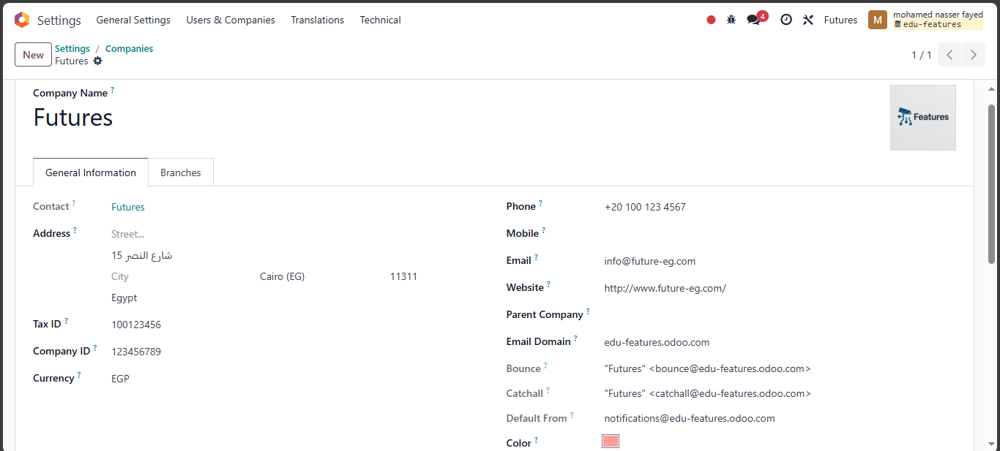 Settings General Settings Users & Companies Translations Technical 4 Futures M mohamed nasser fayed
edu-features
New Settings / Companies
Futures 1 / 1
Company Name ?
Futures
Features
General Information Branches
Contact ? Futures
Address ? Street...
15 شارع النصر
City Cairo (EG) 11311
Egypt
Tax ID ? 100123456
Company ID ? 123456789
Currency ? EGP
Phone ? +20 100 123 4567
Mobile ?
Email ? info@future-eg.com
Website ? http://www.future-eg.com/
Parent Company ?
Email Domain ? edu-features.odoo.com
Bounce ? "Futures" <bounce@edu-features.odoo.com>
Catchall ? "Futures" <catchall@edu-features.odoo.com>
Default From ? notifications@edu-features.odoo.com
Color ?